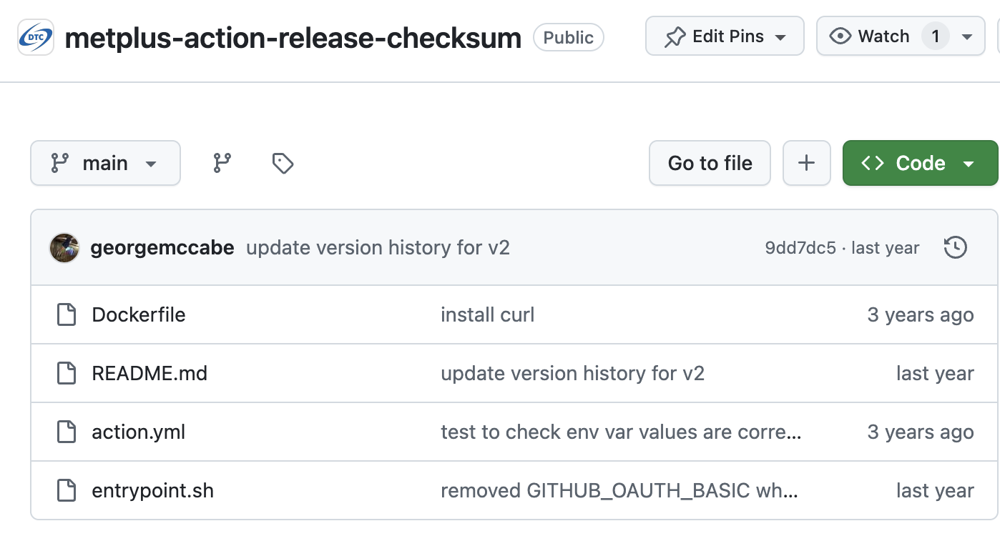 DTC metplus-action-release-checksum Public Edit Pins Watch 1
main Go to file Code
georgemccabe update version history for v2 9dd7dc5 · last year
Dockerfile install curl 3 years ago
README.md update version history for v2 last year
action.yml test to check env var values are corre... 3 years ago
entrypoint.sh removed GITHUB_OAUTH_BASIC wh... last year